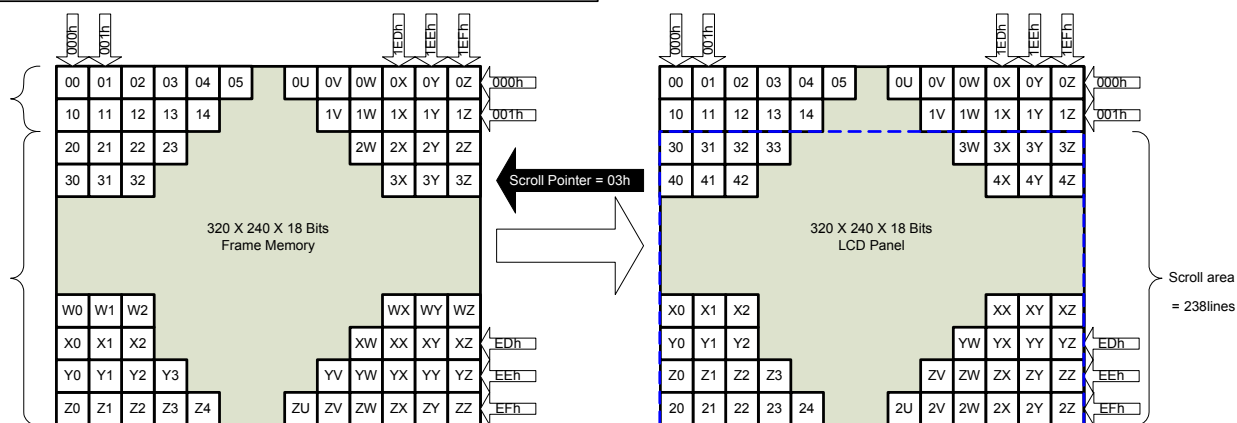 000h 001h 1EDh 1EEh 1EFh 000h 001h 1EDh 1EEh 1EFh
00 01 02 03 04 05 0U 0V 0W 0X 0Y 0Z 000h 00 01 02 03 04 05 0U 0V 0W 0X 0Y 0Z 000h
10 11 12 13 14 1V 1W 1X 1Y 1Z 001h 10 11 12 13 14 1V 1W 1X 1Y 1Z 001h
20 21 22 23 2W 2X 2Y 2Z 30 31 32 33 3W 3X 3Y 3Z
30 31 32 3X 3Y 3Z Scroll Pointer = 03h 40 41 42 4X 4Y 4Z
320 X 240 X 18 Bits
Frame Memory
320 X 240 X 18 Bits
LCD Panel
Scroll area
= 238lines
W0 W1 W2 WX WY WZ X0 X1 X2 XX XY XZ
X0 X1 X2 XW XX XY XZ EDh Y0 Y1 Y2 YW YX YY YZ EDh
Y0 Y1 Y2 Y3 YV YW YX YY YZ EEh Z0 Z1 Z2 Z3 ZV ZW ZX ZY ZZ EEh
Z0 Z1 Z2 Z3 Z4 ZU ZV ZW ZX ZY ZZ EFh 20 21 22 23 24 2U 2V 2W 2X 2Y 2Z EFh